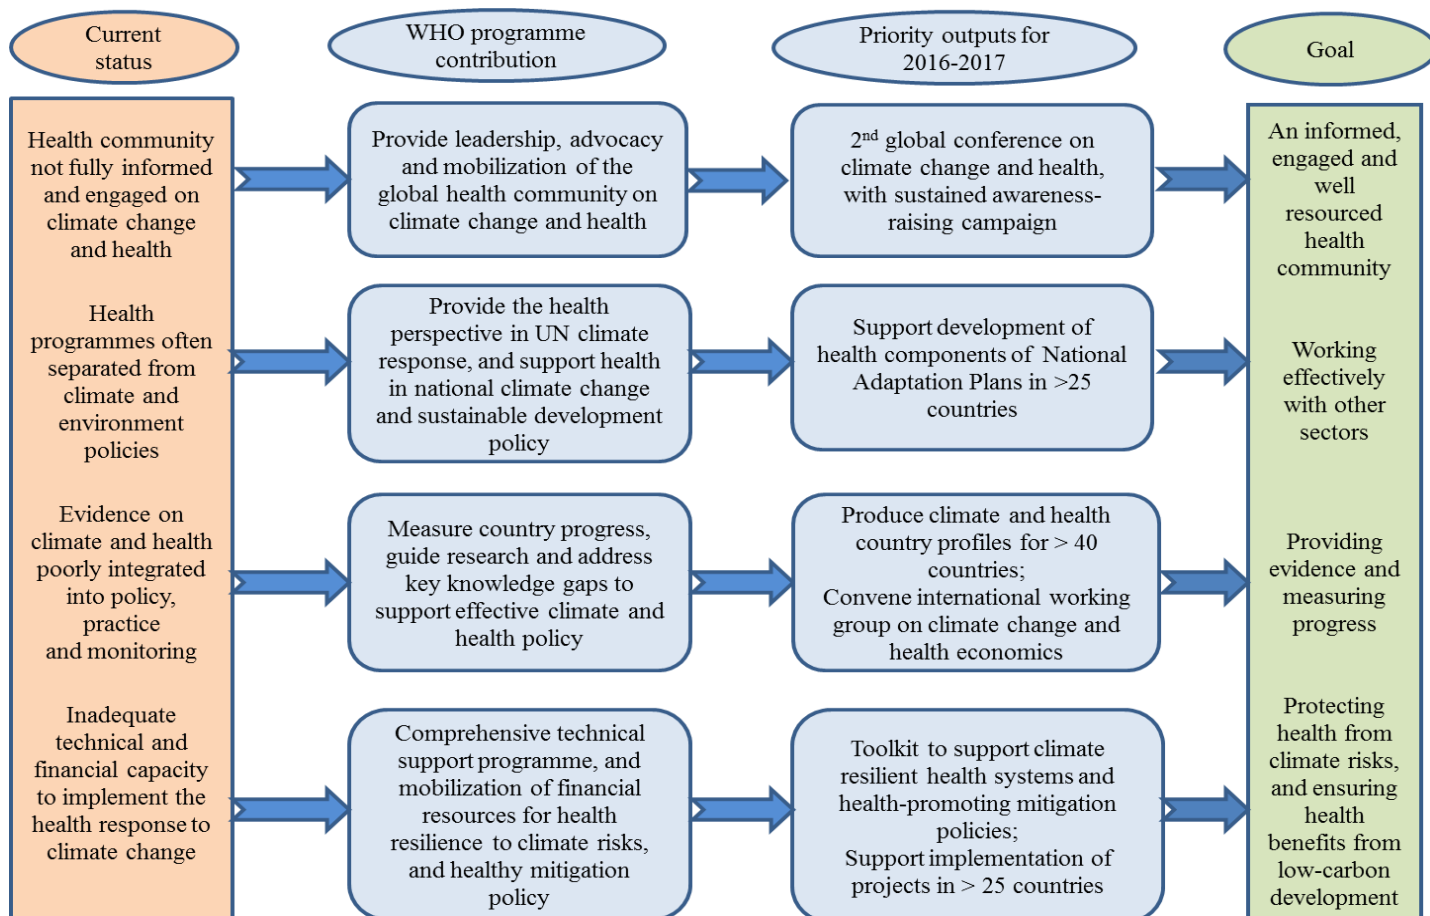 Current
status
WHO programme
contribution
Priority outputs for
2016-2017
Goal
Health community
not fully informed
and engaged on
climate change
and health
Provide leadership, advocacy
and mobilization of the
global health community on
climate change and health
2nd global conference on
climate change and health,
with sustained awareness-
raising campaign
An informed,
engaged and
well
resourced
health
community
Health
programmes often
separated from
climate and
environment
policies
Provide the health
perspective in UN climate
response, and support health
in national climate change
and sustainable development
policy
Support development of
health components of National
Adaptation Plans in >25
countries
Working
effectively
with other
sectors
Evidence on
climate and health
poorly integrated
into policy,
practice
and monitoring
Measure country progress,
guide research and address
key knowledge gaps to
support effective climate and
health policy
Produce climate and health
country profiles for > 40
countries;
Convene international working
group on climate change and
health economics
Providing
evidence and
measuring
progress
Inadequate
technical and
financial capacity
to implement the
health response to
climate change
Comprehensive technical
support programme, and
mobilization of financial
resources for health
resilience to climate risks,
and healthy mitigation
policy
Toolkit to support climate
resilient health systems and
health-promoting mitigation
policies;
Support implementation of
projects in > 25 countries
Protecting
health from
climate risks,
and ensuring
health
benefits from
low-carbon
development